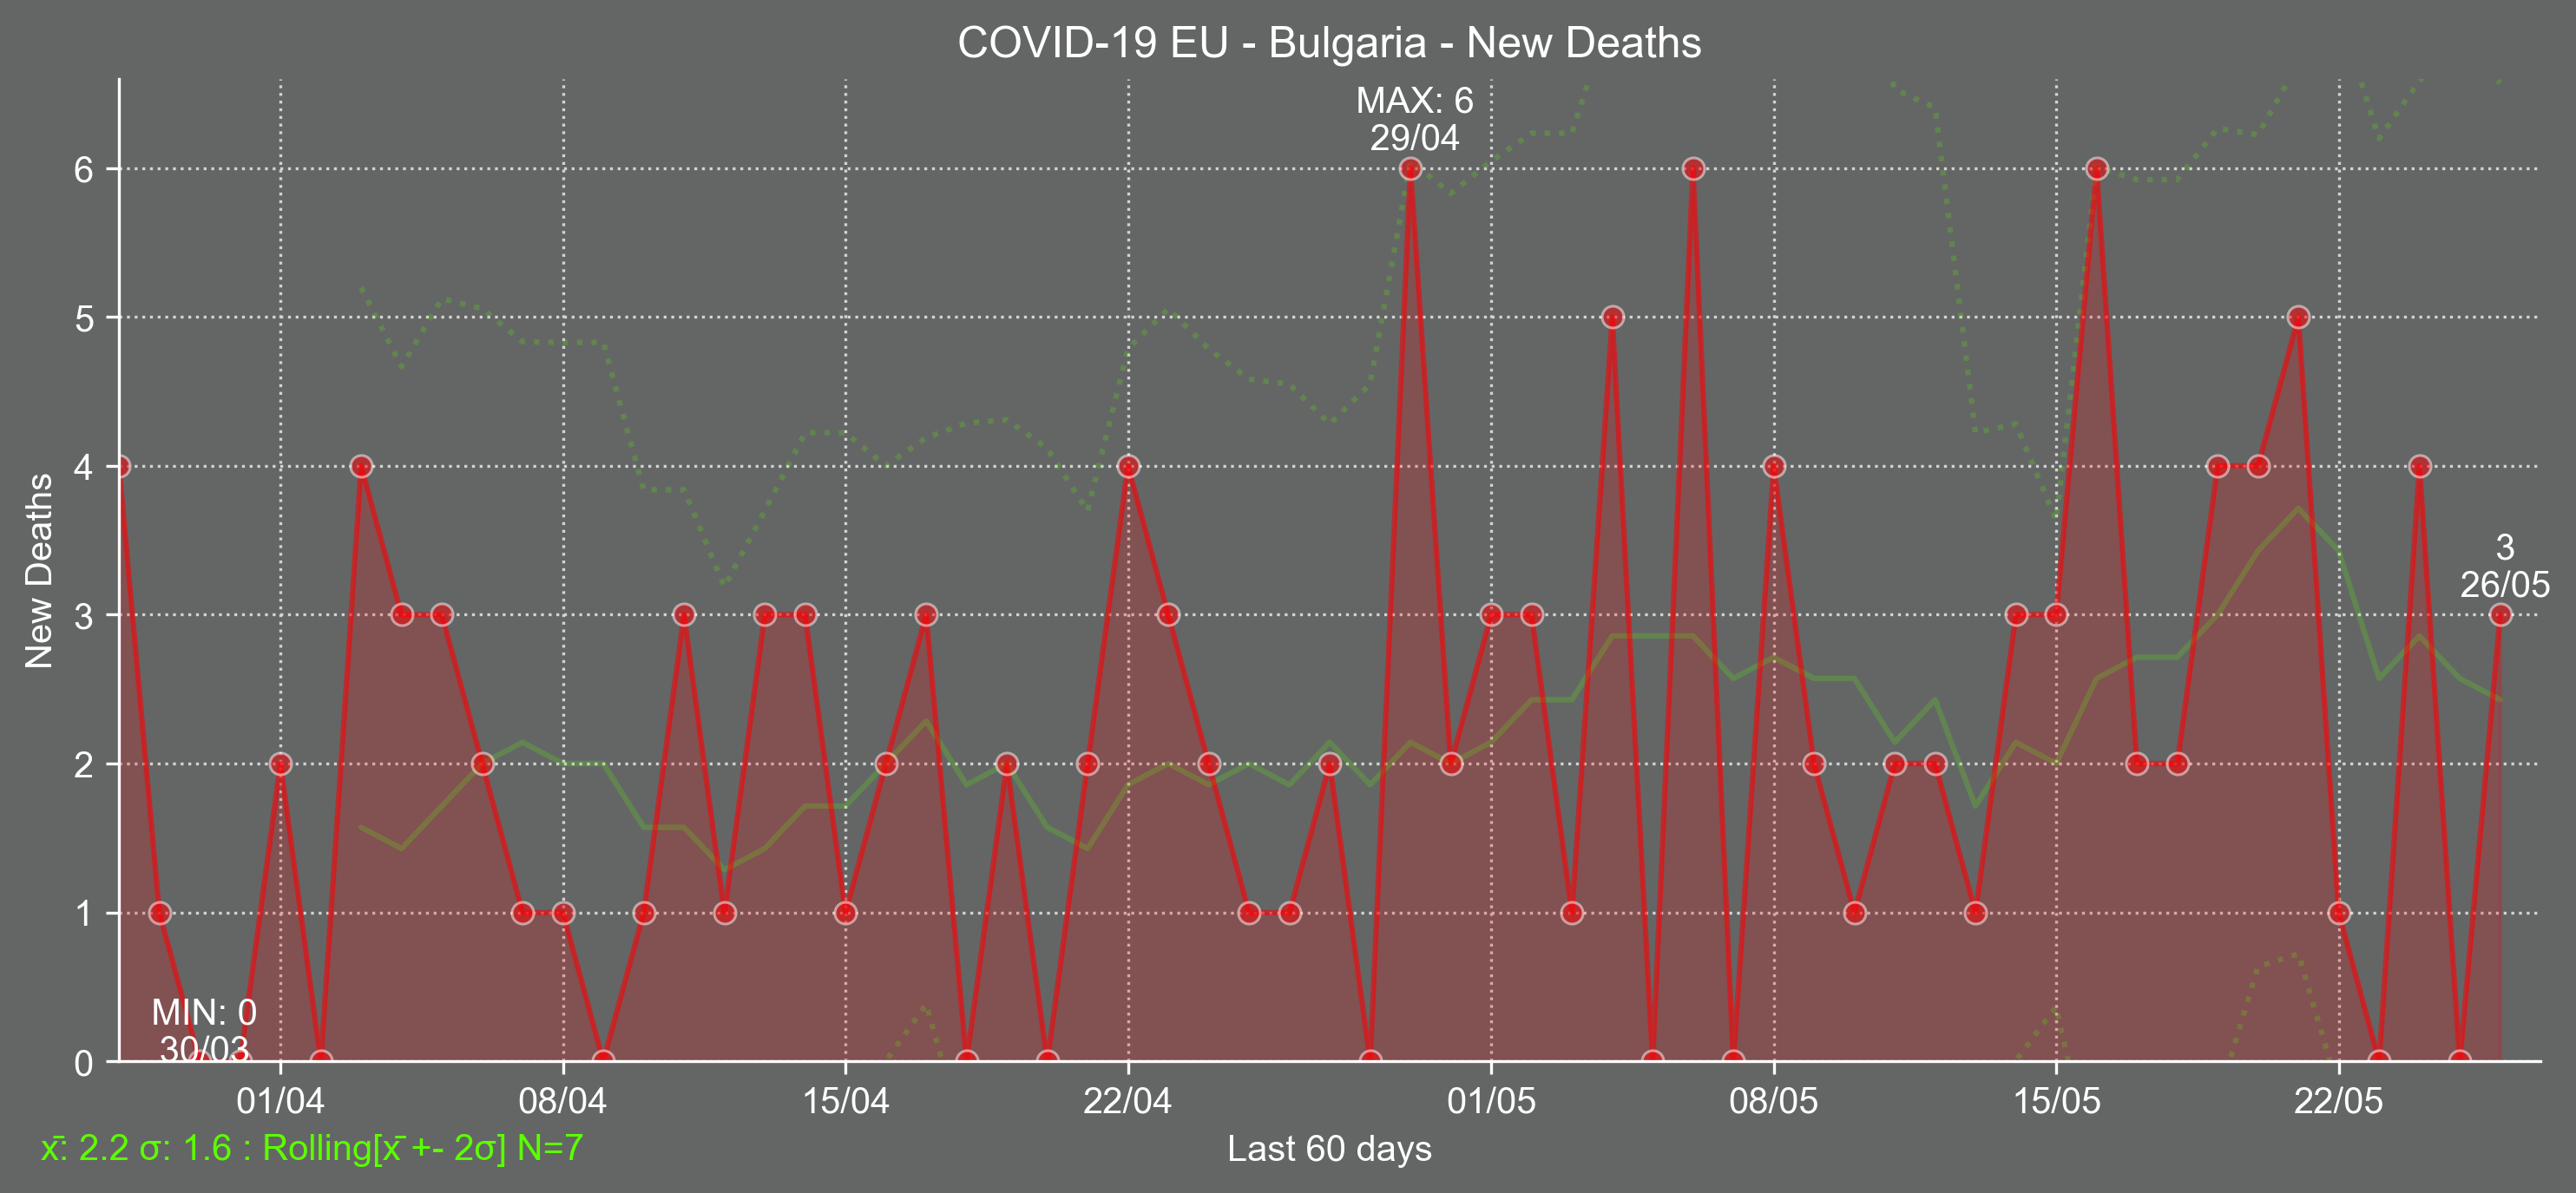 COVID-19 EU - Bulgaria - New Deaths
MAX: 6
29/04
6
5
4
3
2
1
0
New Deaths
3
26/05
MIN: 0
30/03
01/04 08/04 15/04 22/04 01/05 08/05 15/05 22/05
x̄: 2.2 σ: 1.6 : Rolling[x̄ +- 2σ] N=7
Last 60 days